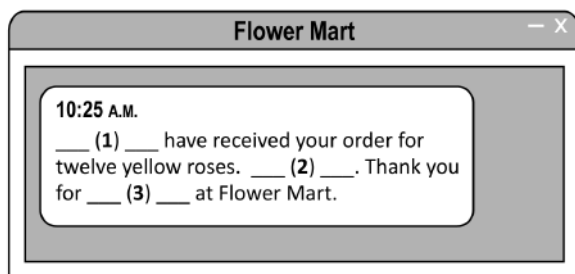 Flower Mart
10:25 A.M.
___ (1) ___ have received your order for
twelve yellow roses. ___ (2) ___. Thank you
for ___ (3) ___ at Flower Mart.